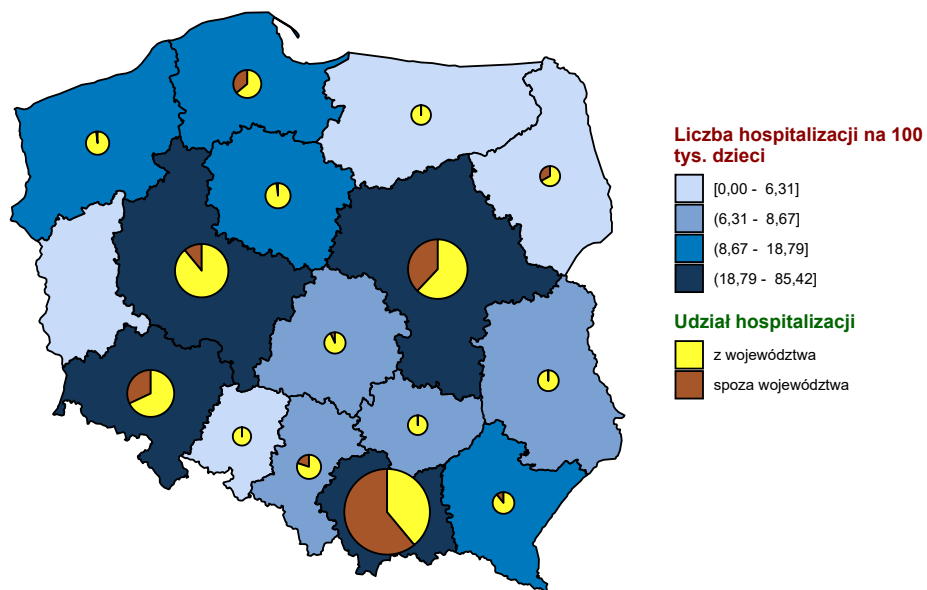 Liczba hospitalizacji na 100
tys. dzieci
[0,00 - 6,31]
(6,31 - 8,67]
(8,67 - 18,79]
(18,79 - 85,42]
Udział hospitalizacji
z województwa
spoza województwa